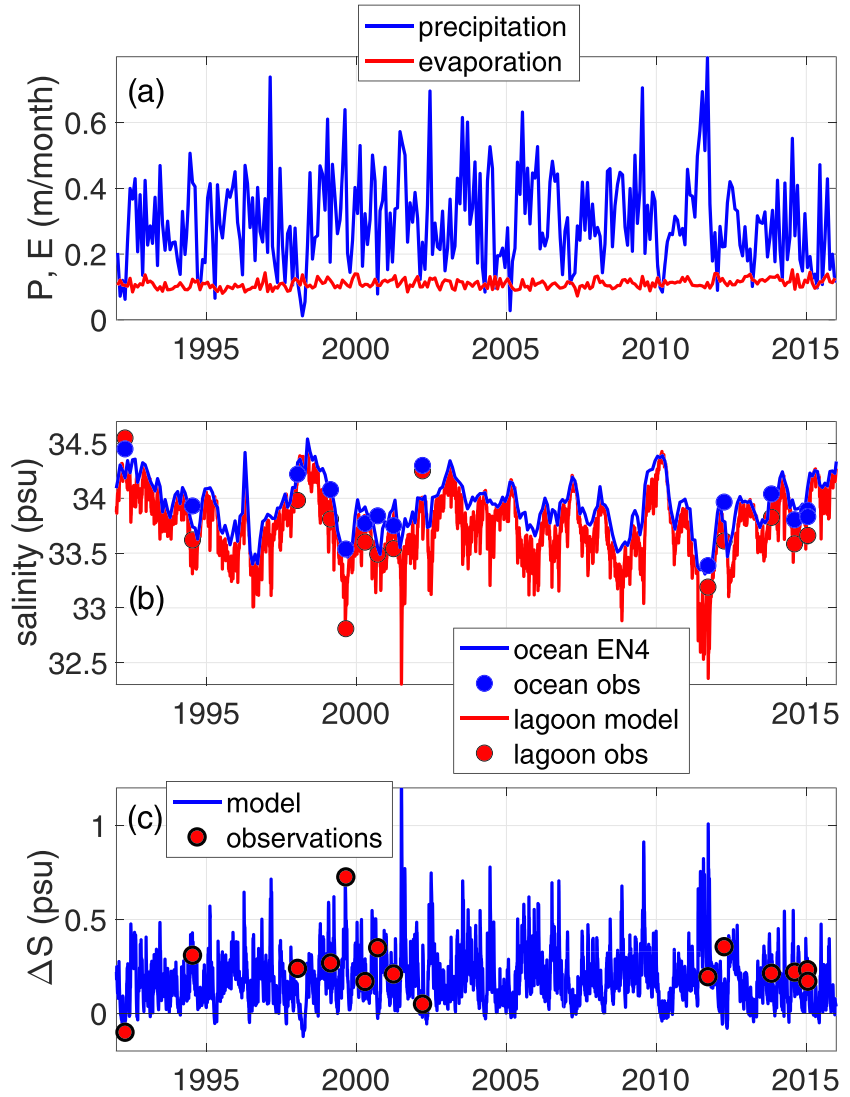 precipitation
evaporation
(a)
P, E (m/month)
0.6
0.4
0.2
0
1995 2000 2005 2010 2015
(b)
salinity (psu)
34.5
34
33.5
33
32.5
ocean EN4
ocean obs
lagoon model
lagoon obs
1995 2000 2015
model
observations
(c)
ΔS (psu)
1
0.5
0
1995 2000 2005 2010 2015